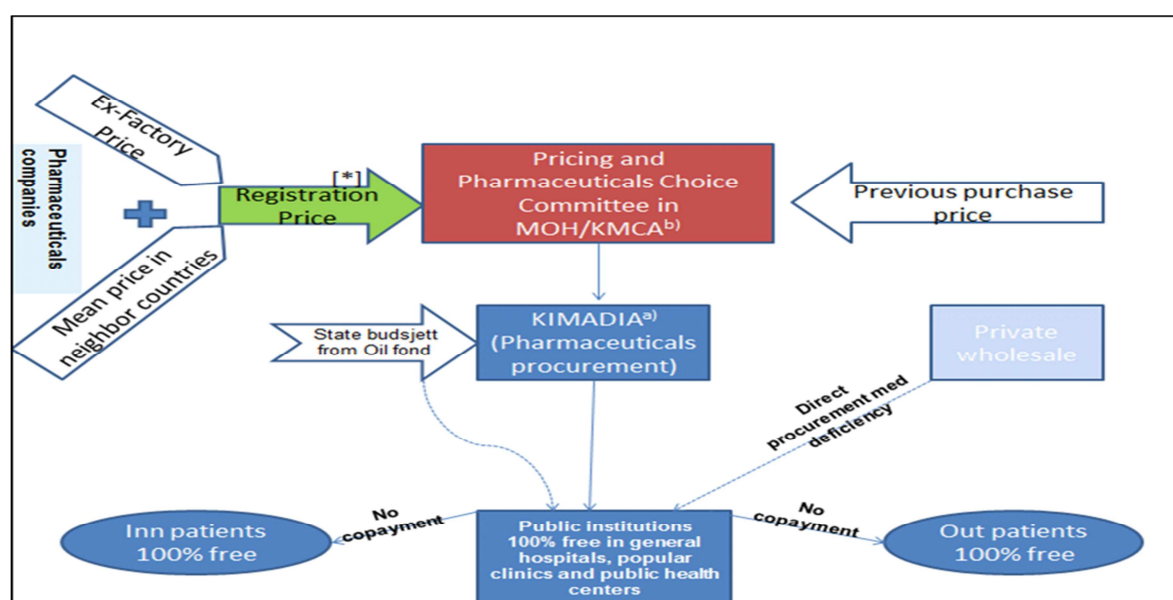 Ex-Factory
Price
Pharmaceuticals
companies
Mean price in
neighbor countries
[*]
Registration
Price
Pricing and
Pharmaceuticals Choice
Committee in
MOH/KMCAb)
Previous purchase
price
State budsjett
from Oil fond
KIMADIAa)
(Pharmaceuticals
procurement)
Private
wholesale
Direct
procurement med
deficiency
Inn patients
100% free
No
copayment
Public institutions
100% free in general
hospitals, popular
clinics and public health
centers
No
copayment
Out patients
100% free